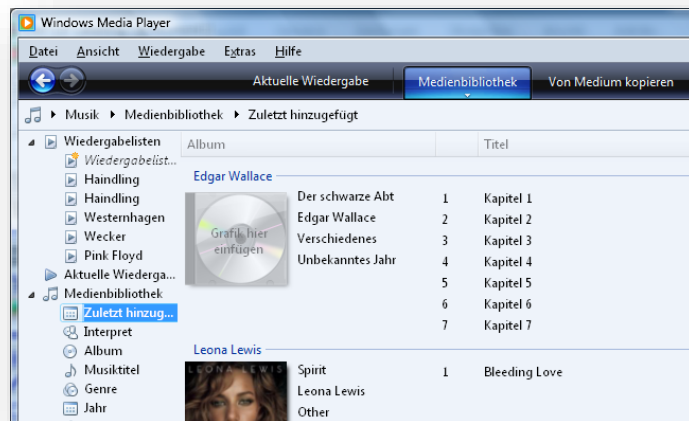 Windows Media Player
Datei Ansicht Wiedergabe Extras Hilfe
Aktuelle Wiedergabe Medienbibliothek Von Medium kopieren
Musik Medienbibliothek Zuletzt hinzugefügt
Wiedergabelisten
Wiedergabelist...
Haindling
Haindling
Westernhagen
Wecker
Pink Floyd
Aktuelle Wiederga...
Medienbibliothek
Zuletzt hinzug...
Interpret
Album
Musiktitel
Genre
Jahr
Album Titel
Edgar Wallace
Grafik hier
einfügen
Der schwarze Abt
Edgar Wallace
Verschiedenes
Unbekanntes Jahr
1 Kapitel 1
2 Kapitel 2
3 Kapitel 3
4 Kapitel 4
5 Kapitel 5
6 Kapitel 6
7 Kapitel 7
Leona Lewis
LEONA LEWIS
Spirit
Leona Lewis
Other
1 Bleeding Love